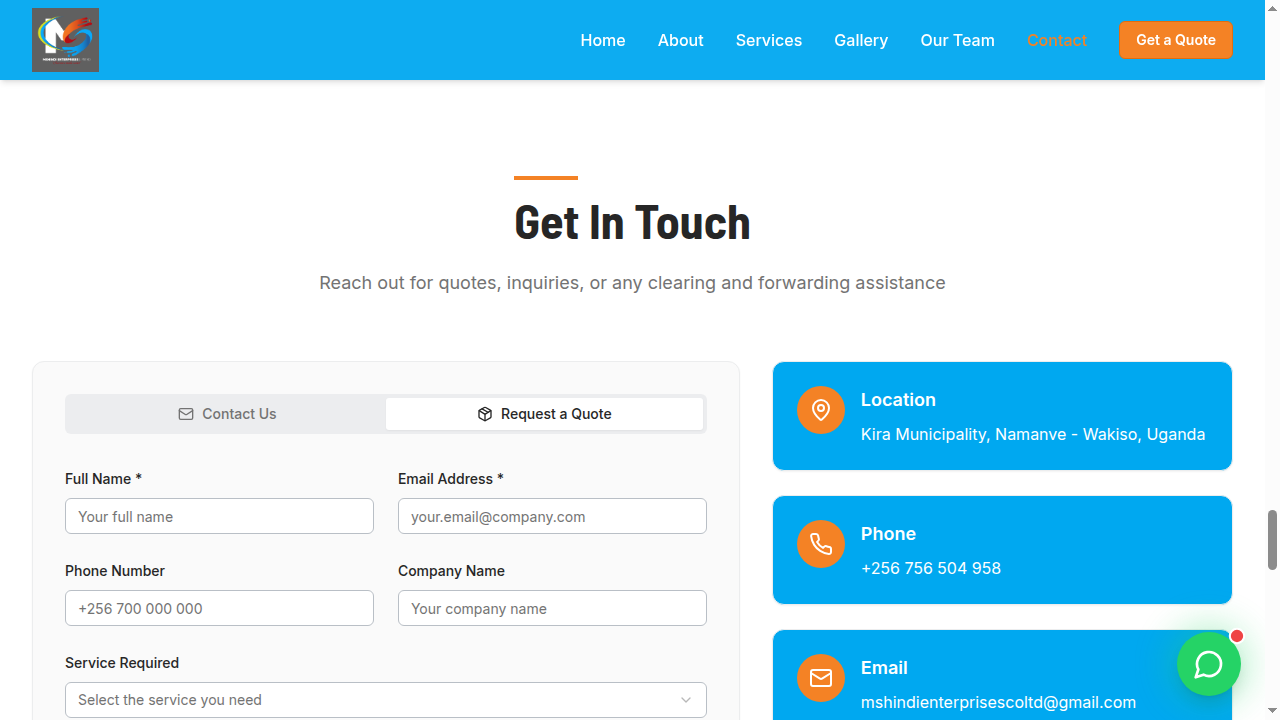 Home
About
Services
Gallery
Our Team
Contact
Get a Quote
Get In Touch
Reach out for quotes, inquiries, or any clearing and forwarding assistance
Contact Us
Request a Quote
Full Name *
Email Address *
Your full name
your.email@company.com
Phone Number
Company Name
+256 700 000 000
Your company name
Service Required
Select the service you need
Location
Kira Municipality, Namanve - Wakiso, Uganda
Phone
+256 756 504 958
Email
mshindienterprisescoltd@gmail.com